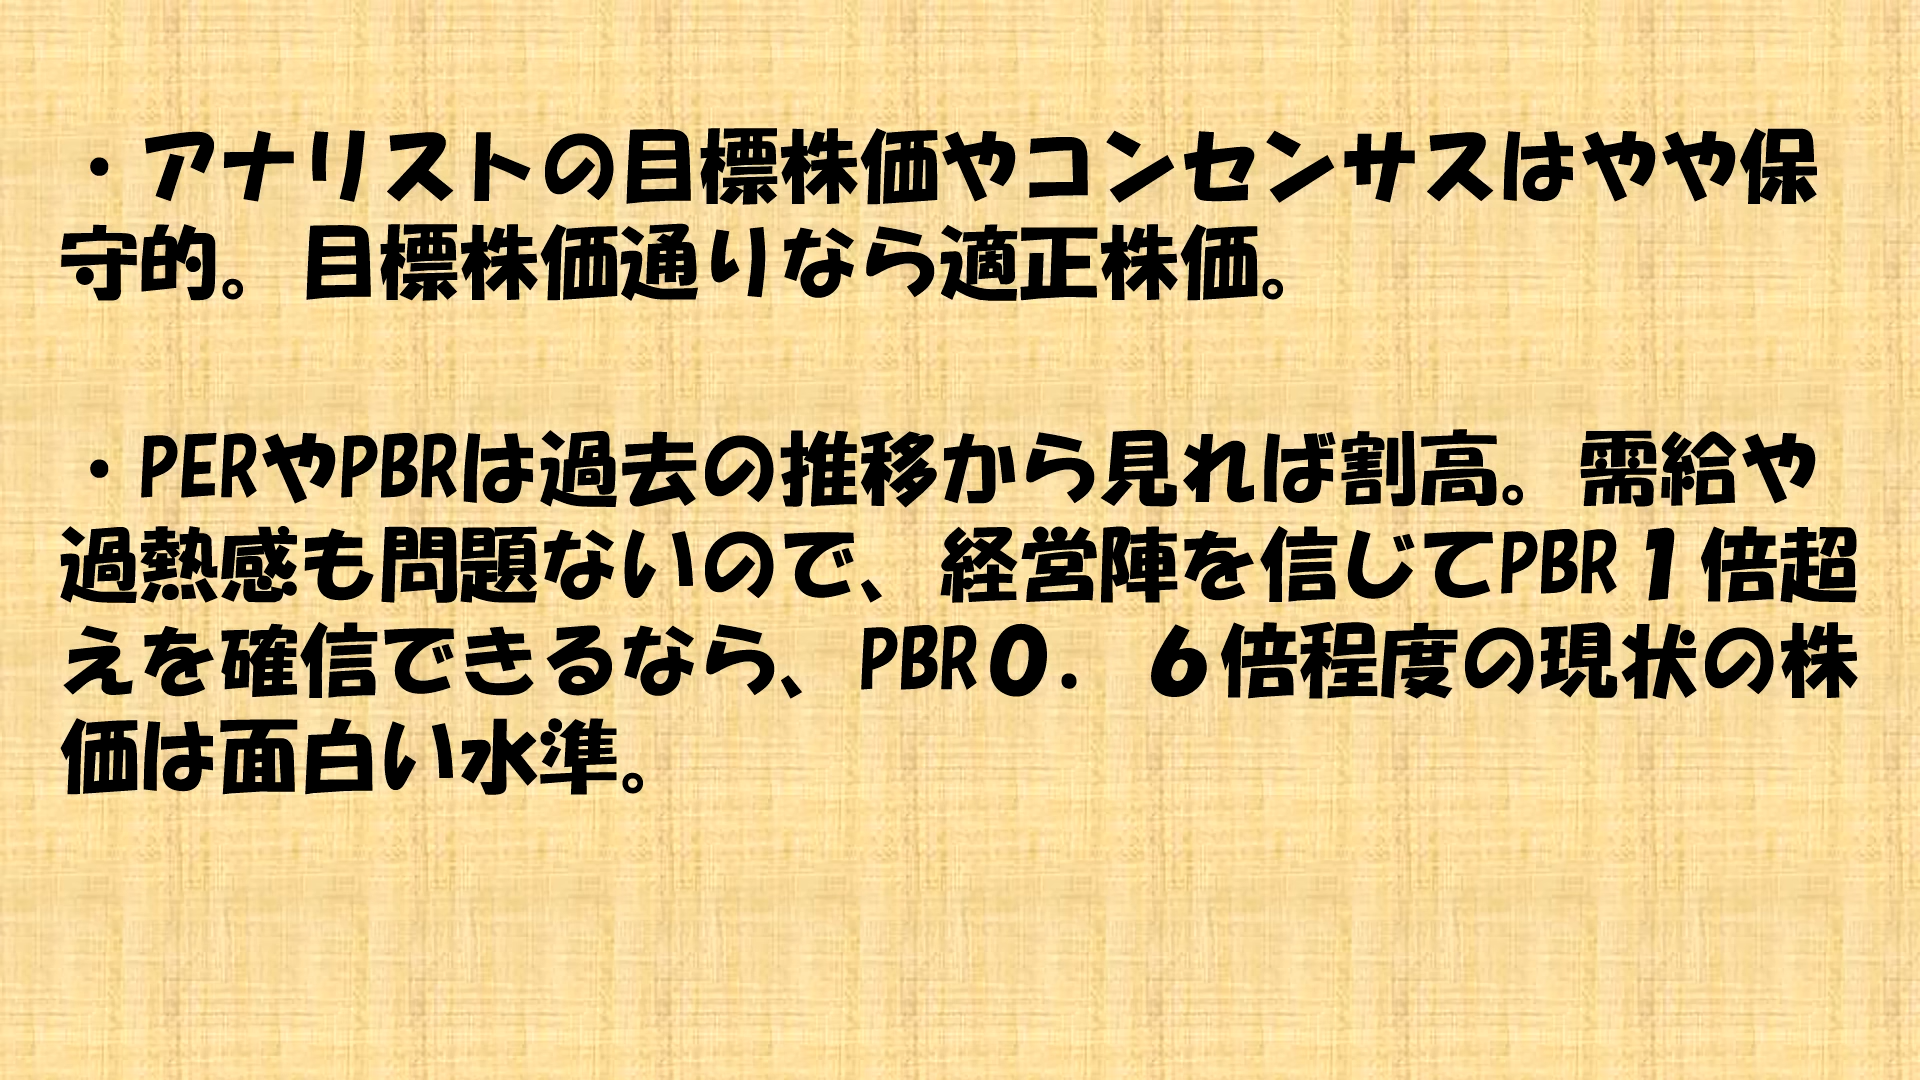 ・アナリストの目標株価やコンセンサスはやや保
守的。目標株価通りなら適正株価。
・PERやPBRは過去の推移から見れば割高。需給や
過熱感も問題ないので、経営陣を信じてPBR１倍超
えを確信できるなら、PBR０．６倍程度の現状の株
価は面白い水準。